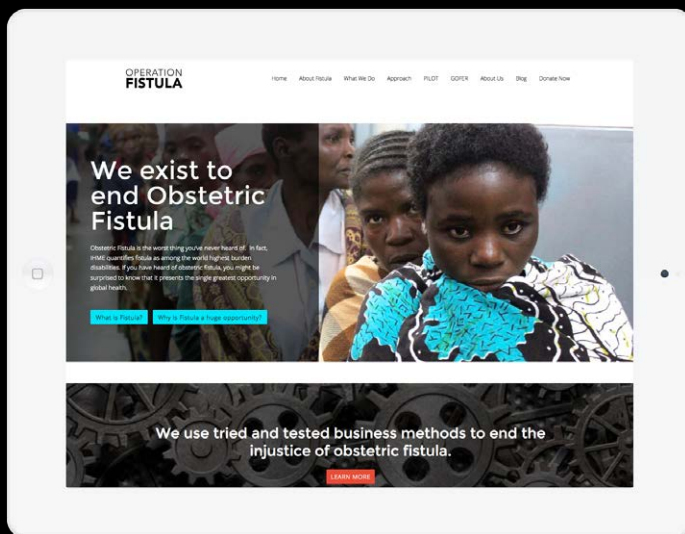 OPERATION
FISTULA
Home About Fistula What We Do Approach PILOT GOFER About Us Blog Donate Now
We exist to
end Obstetric
Fistula
Obstetric Fistula is the worst thing you've never heard of. In fact,
IHME quantifies fistula as among the world highest burden
disabilities. If you have heard of obstetric fistula, you might be
surprised to know that it presents the single greatest opportunity in
global health.
What is Fistula? Why is Fistula a huge opportunity?
We use tried and tested business methods to end the
injustice of obstetric fistula.
LEARN MORE